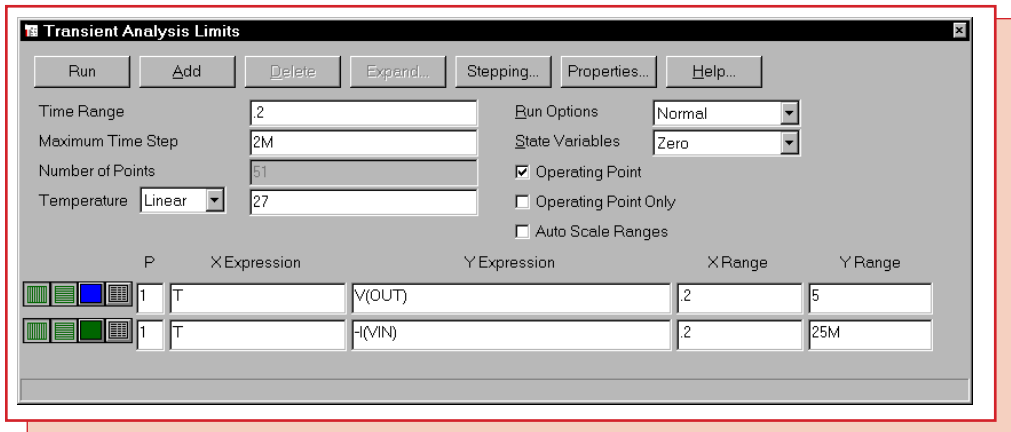 Transient Analysis Limits
Run Add Delete Expand... Stepping... Properties... Help...
Time Range .2 Run Options Normal
Maximum Time Step 2M State Variables Zero
Number of Points 51 Operating Point
Temperature Linear 27 Operating Point Only
Auto Scale Ranges
P X Expression Y Expression X Range Y Range
1 T V(OUT) .2 5
1 T -I(VIN) .2 25M